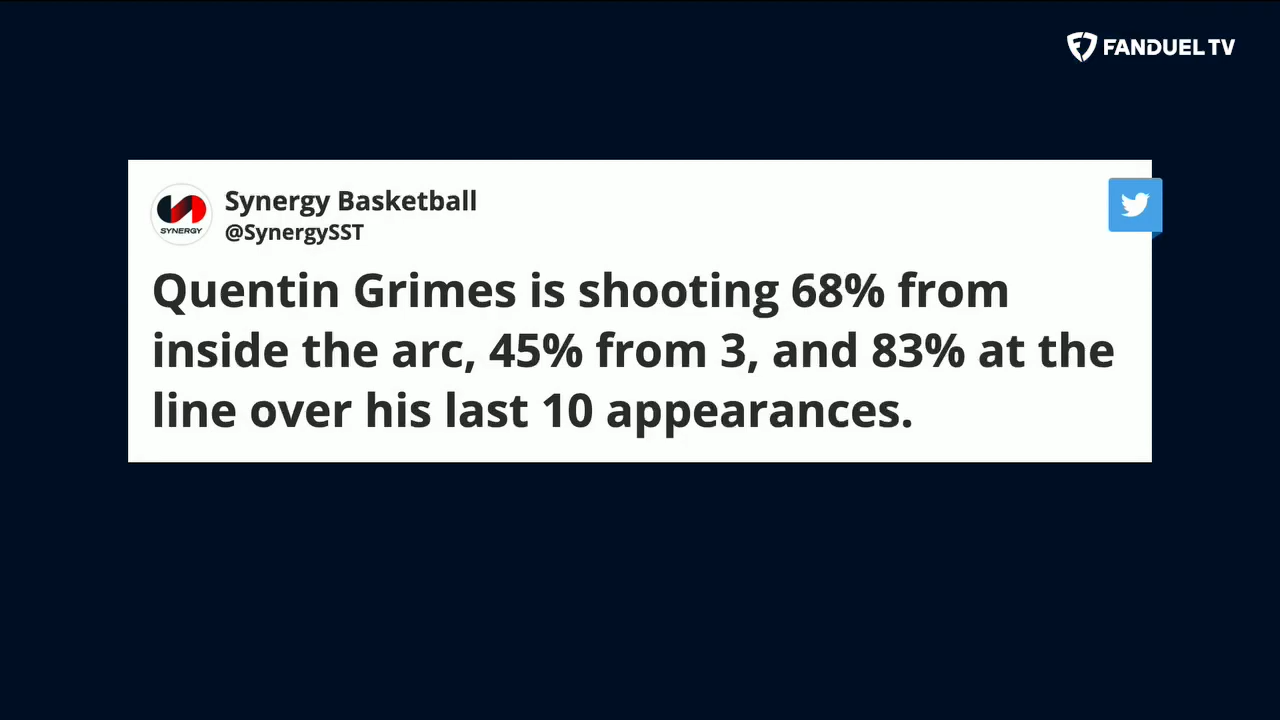 FANDUEL TV
Synergy Basketball
SYNERGY
@SynergySST
Quentin Grimes is shooting 68% from
inside the arc, 45% from 3, and 83% at the
line over his last 10 appearances.